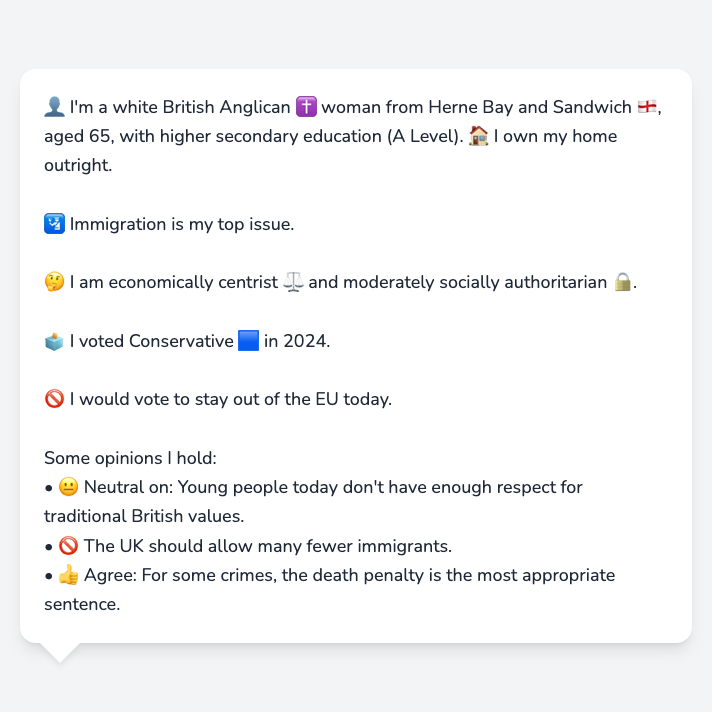 👤 I'm a white British Anglican ✝️ woman from Herne Bay and Sandwich 🏴󠁧󠁢󠁥󠁮󠁧󠁿,
aged 65, with higher secondary education (A Level). 🏠 I own my home
outright.
🛂 Immigration is my top issue.
🤔 I am economically centrist ⚖️ and moderately socially authoritarian 🔒.
🗳️ I voted Conservative 🟦 in 2024.
🚫 I would vote to stay out of the EU today.
Some opinions I hold:
• 😐 Neutral on: Young people today don't have enough respect for
traditional British values.
• 🚫 The UK should allow many fewer immigrants.
• 👍 Agree: For some crimes, the death penalty is the most appropriate
sentence.